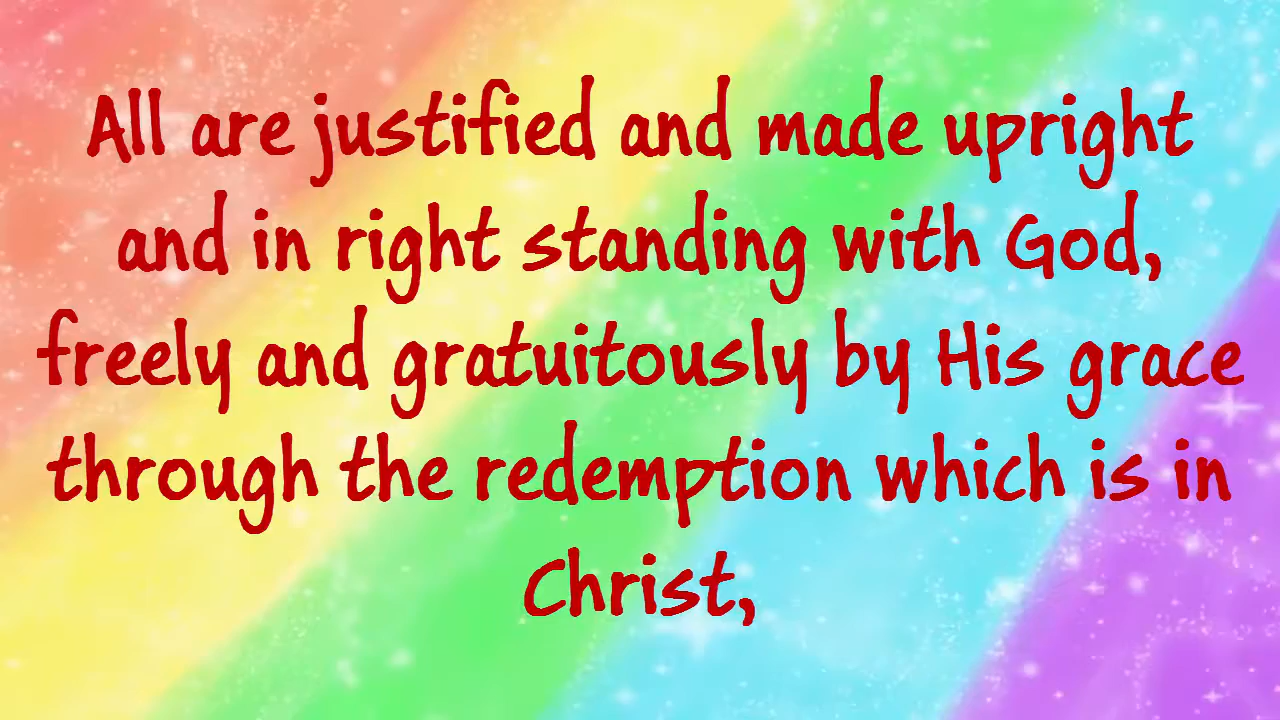 All are justified and made upright
and in right standing with God,
freely and gratuitously by His grace
through the redemption which is in
Christ,